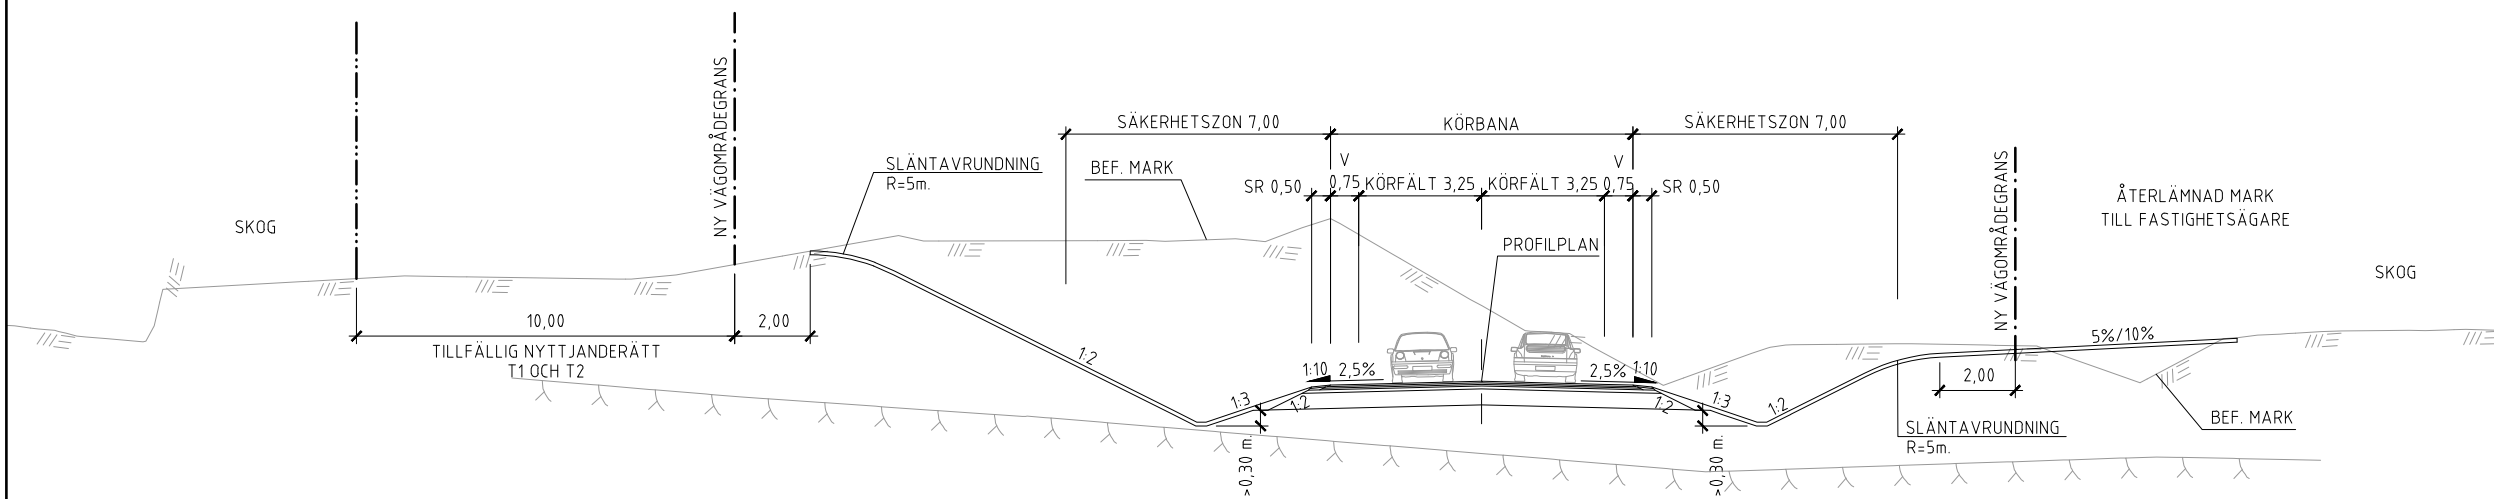 SKOG
10,00
TILLFÄLLIG NYTTJANDERÄTT
T1 OCH T2
NY VÄGOMRÅDEGRANS
2,00
SLÄNTAVRUNDNING
R=5m.
BEF. MARK
SÄKERHETSZON 7,00
KÖRBANA
SÄKERHETSZON 7,00
V
V
SR 0,50
0,75
KÖRFÄLT 3,25
KÖRFÄLT 3,25
0,75
SR 0,50
PROFILPLAN
1:2
1:3
1:2
1:10
2,5%
2,5%
1:10
1:2
1:3
1:2
>0,30 m.
>0,30 m.
NY VÄGOMRÅDEGRANS
2,00
5%/10%
ÅTERLÄMNAD MARK
TILL FASTIGHETSÄGARE
SKOG
SLÄNTAVRUNDNING
R=5m.
BEF. MARK